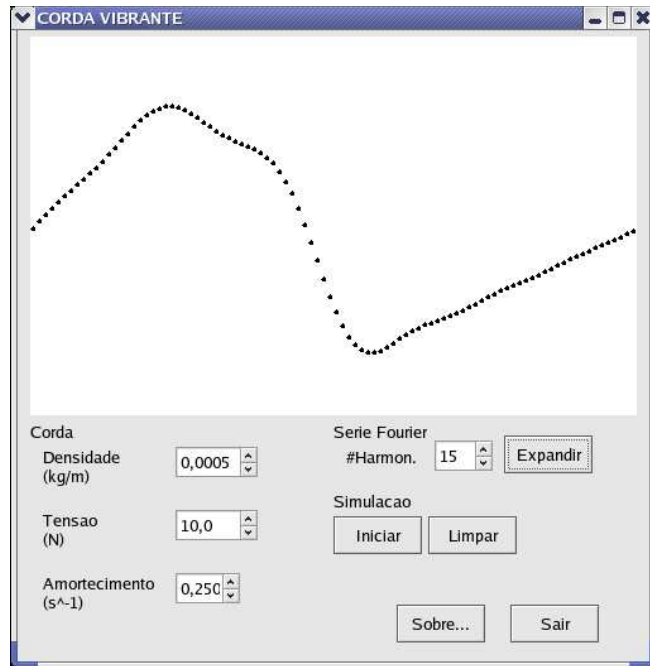 CORDA VIBRANTE
Corda
Densidade
(kg/m)
0,0005
Tensao
(N)
10,0
Amortecimento
(s^-1)
0,250
Serie Fourier
#Harmon.
15
Expandir
Simulacao
Iniciar
Limpar
Sobre...
Sair